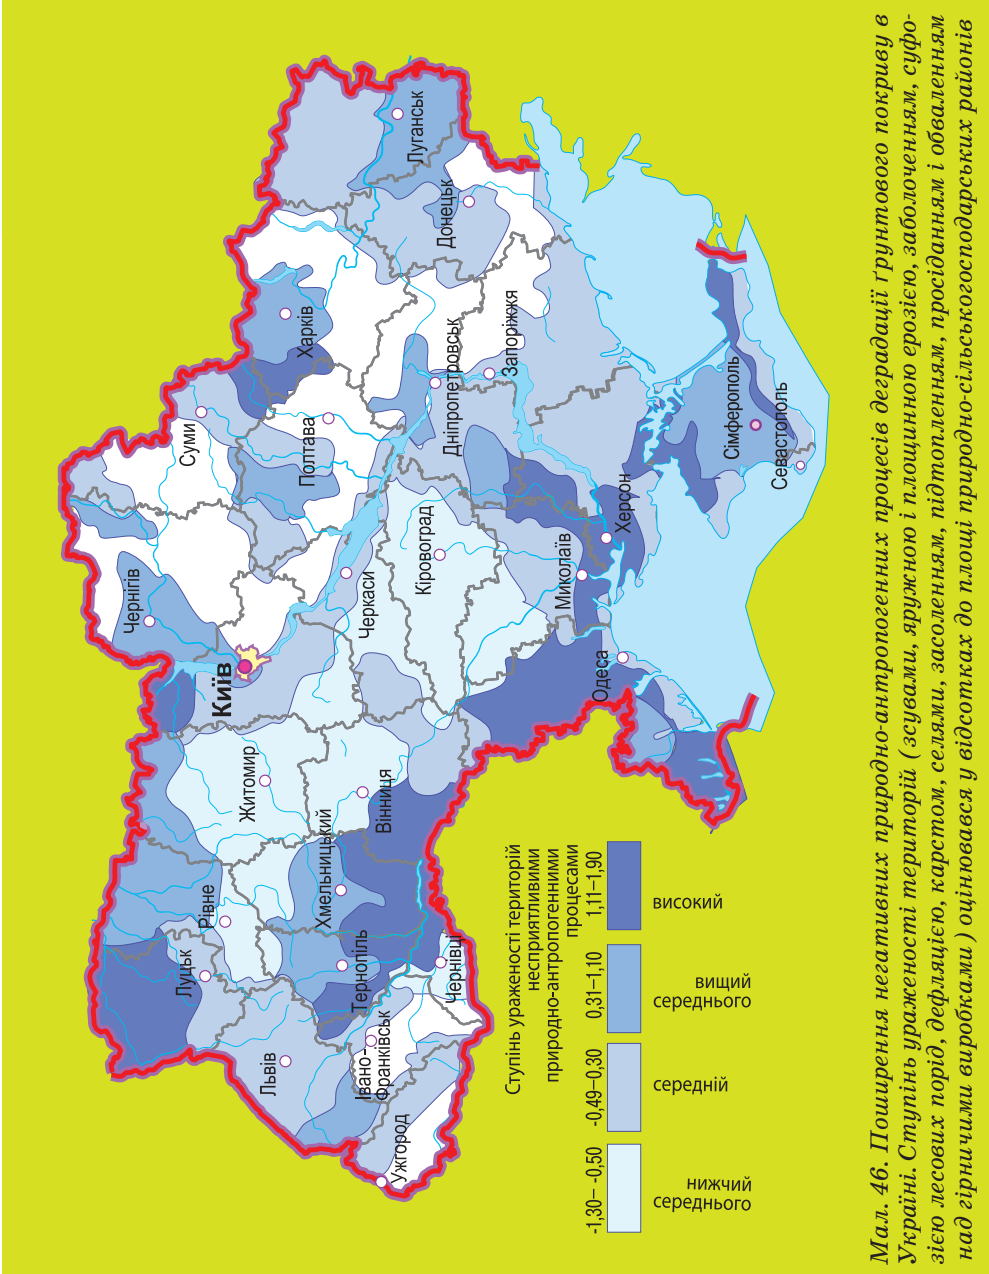 Чернігів
Суми
Київ
Харків
Полтава
Луганськ
Луцьк
Рівне
Житомир
Львів
Тернопіль
Хмельницький
Вінниця
Черкаси
Кіровоград
Дніпропетровськ
Донецьк
Запоріжжя
Ужгород
Івано-
Франківськ
Чернівці
Одеса
Миколаїв
Херсон
Сімферополь
Севастополь
Ступінь ураженості територій
несприятливими
природно-антропогенними
процесами
-1,30– -0,50
-0,49–0,30
0,31–1,10
1,11–1,90
нижчий
середнього
середній
вищий
середнього
високий
Мал. 46. Поширення негативних природно-антропогенних процесів деградації ґрунтового покриву в
Україні. Ступінь ураженості територій ( зсувами, яружною і площинною ерозією, заболоченням, суфо-
зією лесових порід, дефляцією, карстом, селями, засоленням, підтопленням, просіданням і обваленням
над гірничими виробками ) оцінювався у відсотках до площі природно-сільськогосподарських районів